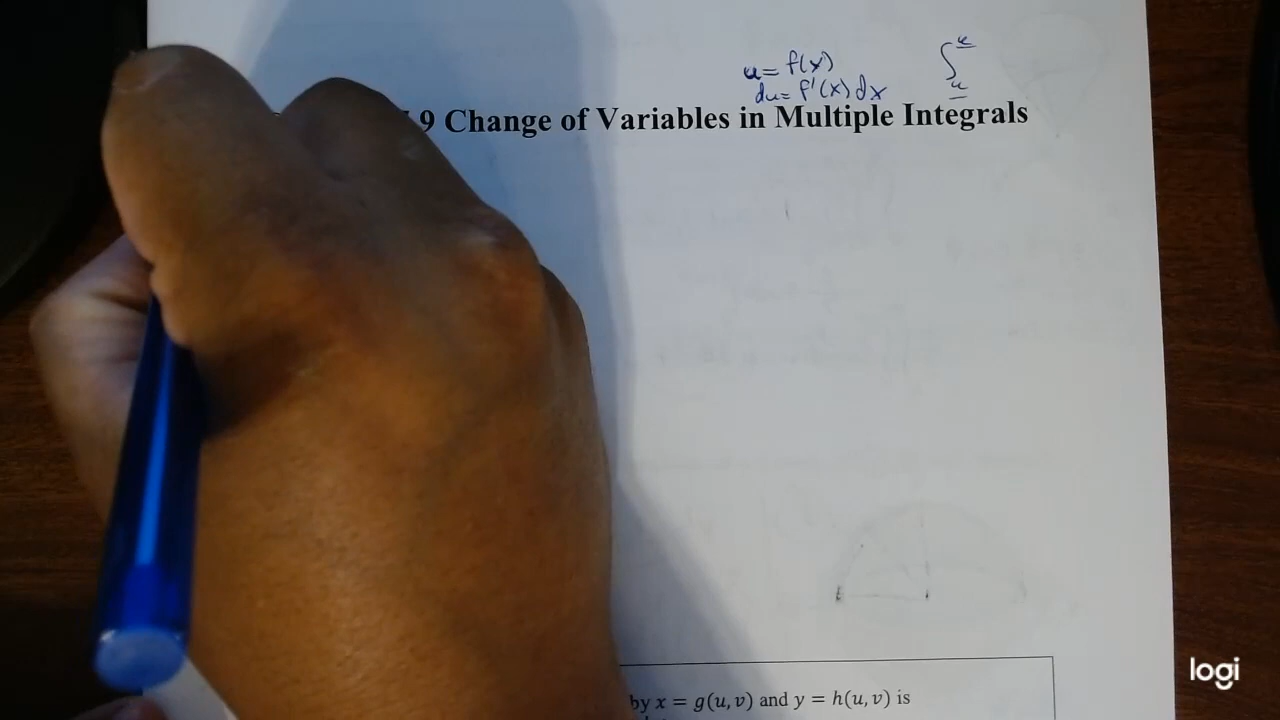 u = f(x)
du = f'(x) dx
∫ u u
9 Change of Variables in Multiple Integrals
by x = g(u, v) and y = h(u, v) is
logi